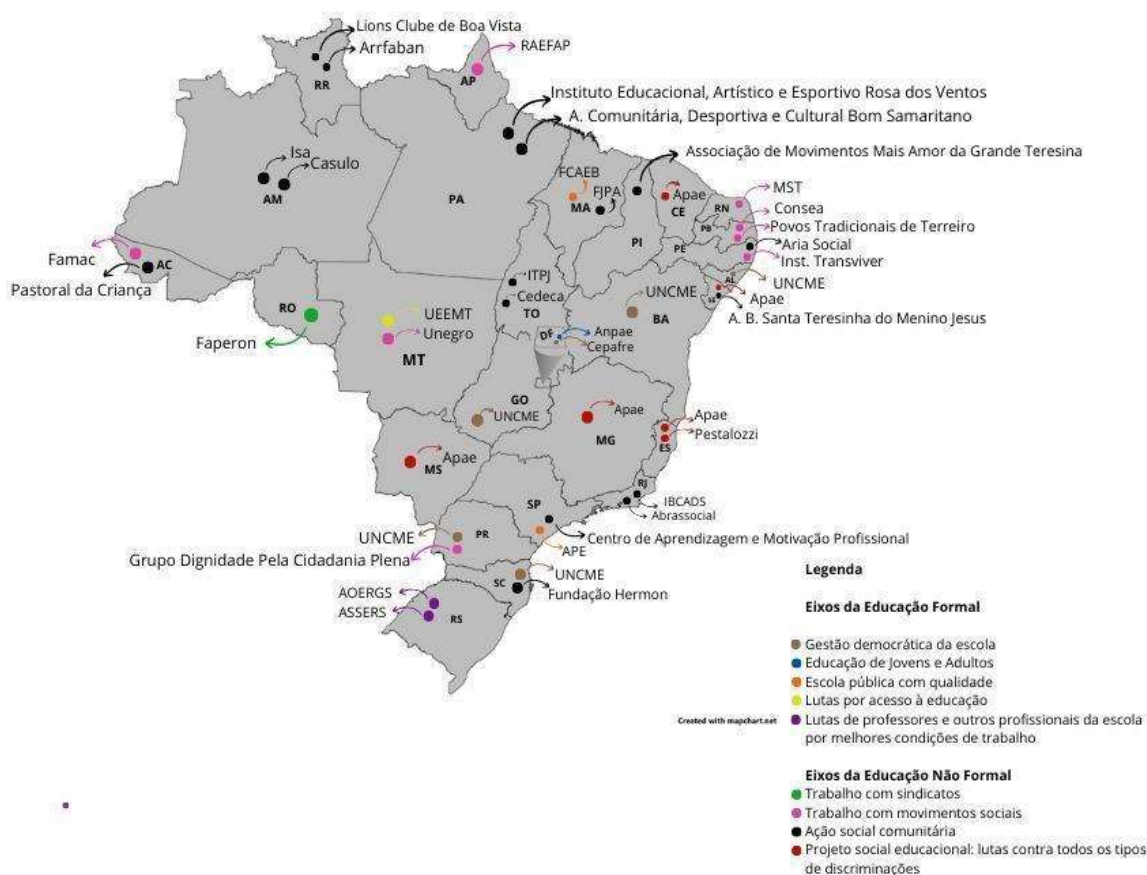 Lions Clube de Boa Vista
Arrfaban
RR
RAEFAP
AP
Instituto Educacional, Artístico e Esportivo Rosa dos Ventos
A. Comunitária, Desportiva e Cultural Bom Samaritano
Associação de Movimentos Mais Amor da Grande Teresina
Isa
Casulo
AM
PA
FCAEB
FJPA
MA
Apae
CE
PI
MST
RN
Consea
PB
Povos Tradicionais de Terreiro
Aria Social
PE
Inst. Transviver
Famac
AC
Pastoral da Criança
ITPJ
Cedeca
TO
UNCME
AL
Apae
SE
A. B. Santa Teresinha do Menino Jesus
UNCME
BA
RO
Faperon
UEEMT
Unegro
MT
DF
Anpae
Cepafre
GO
UNCME
Apae
MG
Apae
Pestalozzi
ES
Apae
MS
RJ
IBCADS
Abrassocial
SP
Centro de Aprendizagem e Motivação Profissional
APE
UNCME
PR
Grupo Dignidade Pela Cidadania Plena
UNCME
SC
Fundação Hermon
AOERGS
ASSERS
RS
Legenda
Eixos da Educação Formal
Gestão democrática da escola
Educação de Jovens e Adultos
Escola pública com qualidade
Lutas por acesso à educação
Created with mapchart.net
Lutas de professores e outros profissionais da escola
por melhores condições de trabalho
Eixos da Educação Não Formal
Trabalho com sindicatos
Trabalho com movimentos sociais
Ação social comunitária
Projeto social educacional: lutas contra todos os tipos
de discriminações